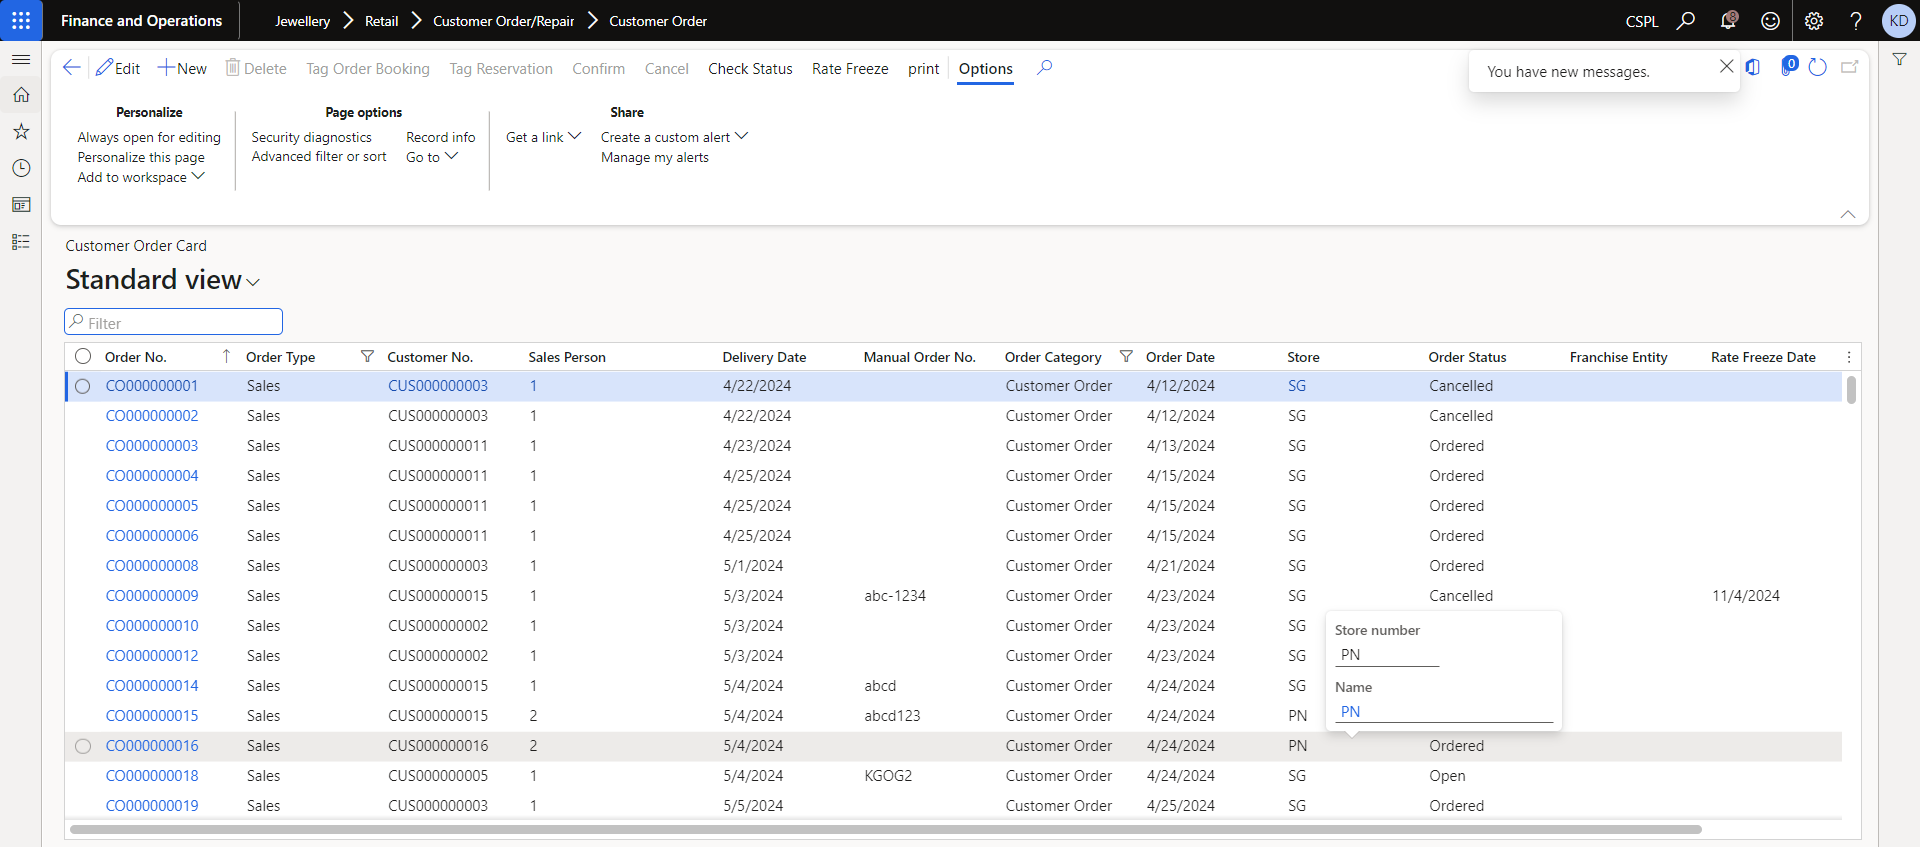 Finance and Operations Jewellery Retail Customer Order/Repair Customer Order CSPL 8 ? KD
Edit New Delete Tag Order Booking Tag Reservation Confirm Cancel Check Status Rate Freeze print Options You have new messages. 0
Personalize Page options Share
Always open for editing Security diagnostics Record info Get a link Create a custom alert
Personalize this page Advanced filter or sort Go to Manage my alerts
Add to workspace
Customer Order Card
Standard view
Filter
Order No. Order Type Customer No. Sales Person Delivery Date Manual Order No. Order Category Order Date Store Order Status Franchise Entity Rate Freeze Date
CO000000001 Sales CUS000000003 1 4/22/2024 Customer Order 4/12/2024 SG Cancelled
CO000000002 Sales CUS000000003 1 4/22/2024 Customer Order 4/12/2024 SG Cancelled
CO000000003 Sales CUS000000011 1 4/23/2024 Customer Order 4/13/2024 SG Ordered
CO000000004 Sales CUS000000011 1 4/25/2024 Customer Order 4/15/2024 SG Ordered
CO000000005 Sales CUS000000011 1 4/25/2024 Customer Order 4/15/2024 SG Ordered
CO000000006 Sales CUS000000011 1 4/25/2024 Customer Order 4/15/2024 SG Ordered
CO000000008 Sales CUS000000003 1 5/1/2024 Customer Order 4/21/2024 SG Ordered
CO000000009 Sales CUS000000015 1 5/3/2024 abc-1234 Customer Order 4/23/2024 SG Cancelled 11/4/2024
CO000000010 Sales CUS000000002 1 5/3/2024 Customer Order 4/23/2024 SG
CO000000012 Sales CUS000000002 1 5/3/2024 Customer Order 4/23/2024 SG
CO000000014 Sales CUS000000015 1 5/4/2024 abcd Customer Order 4/24/2024 SG
CO000000015 Sales CUS000000015 2 5/4/2024 abcd123 Customer Order 4/24/2024 PN
CO000000016 Sales CUS000000016 2 5/4/2024 Customer Order 4/24/2024 PN Ordered
CO000000018 Sales CUS000000005 1 5/4/2024 KGOG2 Customer Order 4/24/2024 SG Open
CO000000019 Sales CUS000000003 1 5/5/2024 Customer Order 4/25/2024 SG Ordered
Store number
PN
Name
PN